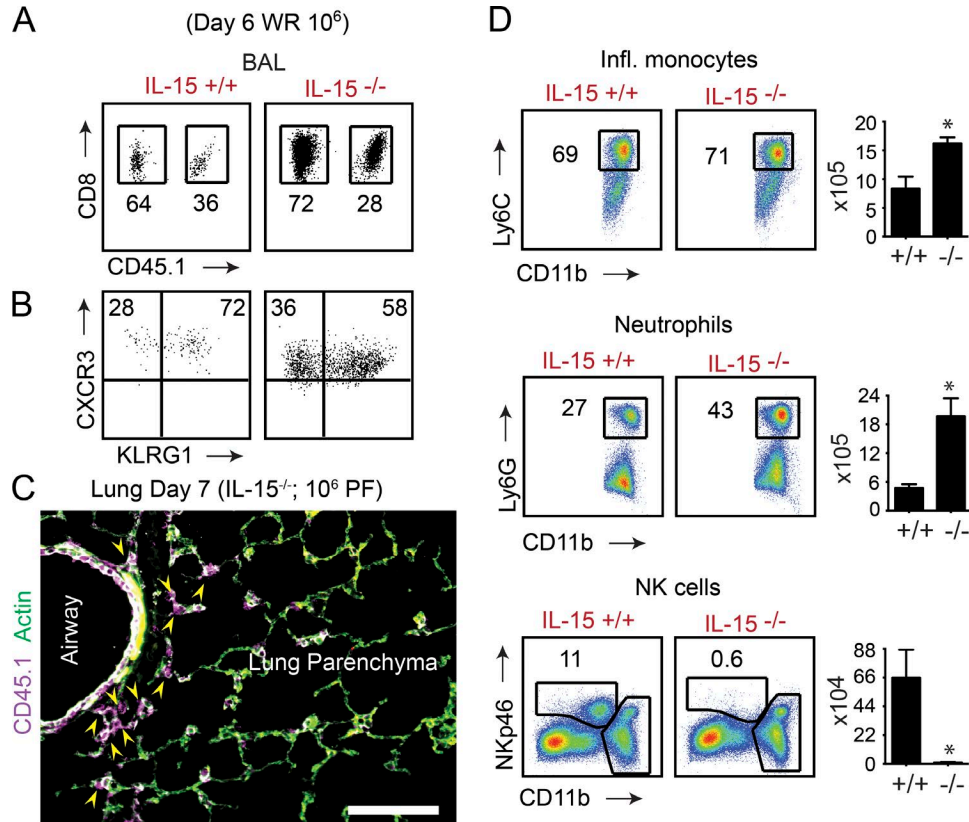 A
(Day 6 WR 10⁶)
BAL
IL-15 +/+
IL-15 -/-
CD8
64
36
72
28
CD45.1
B
28
72
36
58
CXCR3
KLRG1
C
Lung Day 7 (IL-15⁻/⁻; 10⁶ PF)
CD45.1 Actin
Airway
Lung Parenchyma
D
Infl. monocytes
IL-15 +/+
IL-15 -/-
69
71
Ly6C
CD11b
x105
20
15
10
5
0
*
+/+
-/-
Neutrophils
IL-15 +/+
IL-15 -/-
27
43
Ly6G
CD11b
x105
24
18
12
6
0
*
+/+
-/-
NK cells
IL-15 +/+
IL-15 -/-
11
0.6
NKp46
CD11b
x104
88
66
44
22
0
*
+/+
-/-